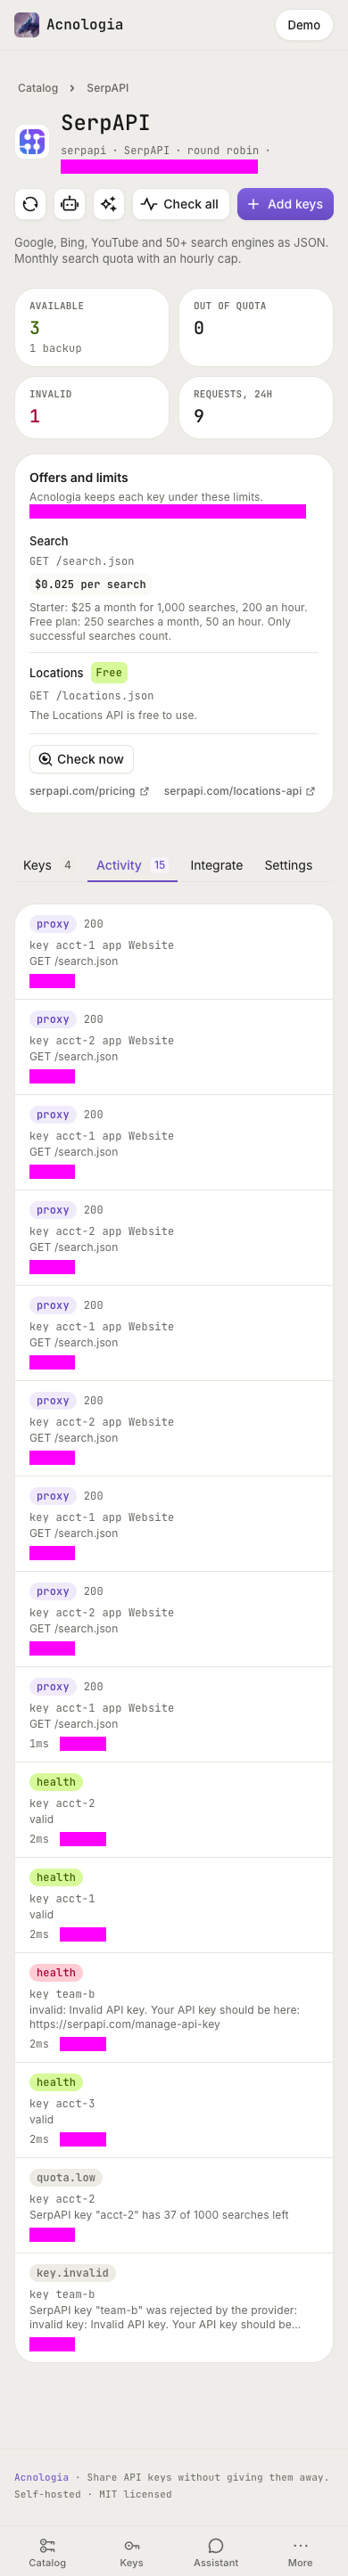 Acnologia
Demo
Catalog › SerpAPI
SerpAPI
serpapi · SerpAPI · round robin ·
Check all
Add keys
Google, Bing, YouTube and 50+ search engines as JSON.
Monthly search quota with an hourly cap.
AVAILABLE
3
1 backup
OUT OF QUOTA
0
INVALID
1
REQUESTS, 24H
9
Offers and limits
Acnologia keeps each key under these limits.
Search
GET /search.json
$0.025 per search
Starter: $25 a month for 1,000 searches, 200 an hour.
Free plan: 250 searches a month, 50 an hour. Only
successful searches count.
Locations Free
GET /locations.json
The Locations API is free to use.
Check now
serpapi.com/pricing serpapi.com/locations-api
Keys 4 Activity 15 Integrate Settings
proxy 200
key acct-1 app Website
GET /search.json
proxy 200
key acct-2 app Website
GET /search.json
proxy 200
key acct-1 app Website
GET /search.json
proxy 200
key acct-2 app Website
GET /search.json
proxy 200
key acct-1 app Website
GET /search.json
proxy 200
key acct-2 app Website
GET /search.json
proxy 200
key acct-1 app Website
GET /search.json
proxy 200
key acct-2 app Website
GET /search.json
proxy 200
key acct-1 app Website
GET /search.json
1ms
health
key acct-2
valid
2ms
health
key acct-1
valid
2ms
health
key team-b
invalid: Invalid API key. Your API key should be here:
https://serpapi.com/manage-api-key
2ms
health
key acct-3
valid
2ms
quota.low
key acct-2
SerpAPI key "acct-2" has 37 of 1000 searches left
key.invalid
key team-b
SerpAPI key "team-b" was rejected by the provider:
invalid key: Invalid API key. Your API key should be...
Acnologia · Share API keys without giving them away.
Self-hosted · MIT licensed
Catalog Keys Assistant More